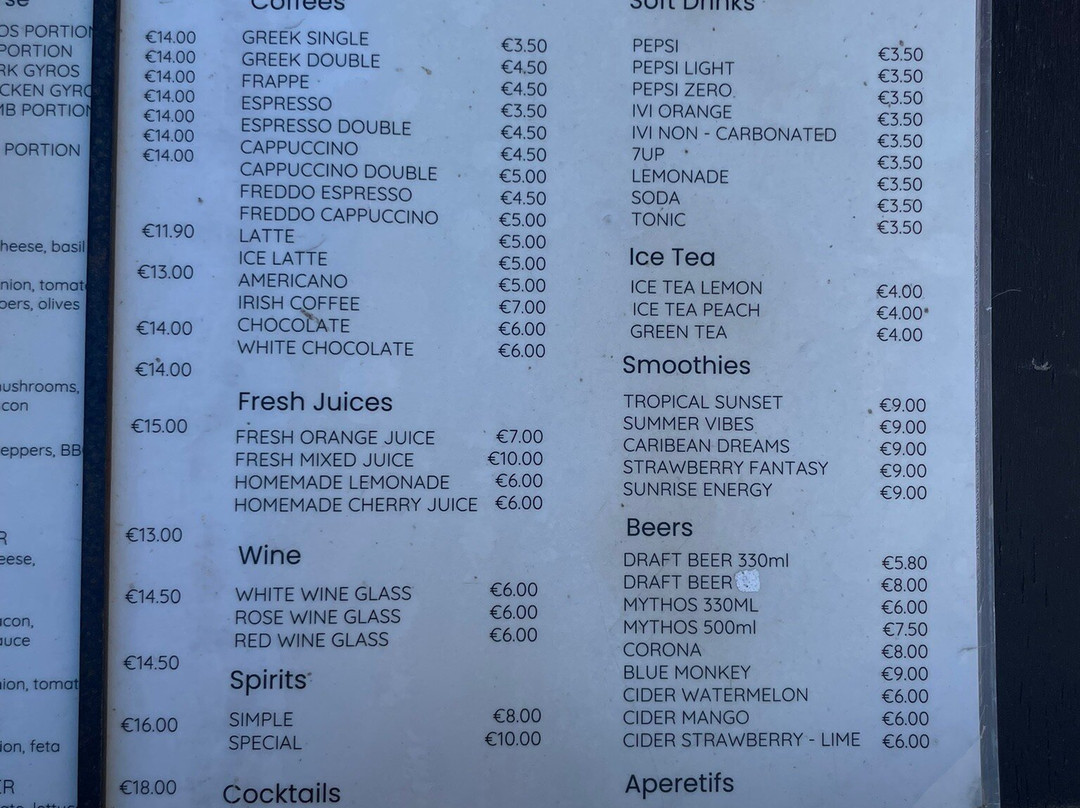 OS PORTION
PORTION
RK GYROS
CKEN GYRO
MB PORTION
PORTION
heese, basil
nion, tomato
pers, olives
ushrooms,
con
eppers, BB
R
eese,
acon,
auce
ion, tomat
ion, feta
ER
€14.00
€14.00
€14.00
€14.00
€14.00
€14.00
€14.00
€11.90
€13.00
€14.00
€14.00
€15.00
€13.00
€14.50
€14.50
€16.00
€18.00
Coffees
GREEK SINGLE €3.50
GREEK DOUBLE €4.50
FRAPPE €4.50
ESPRESSO €3.50
ESPRESSO DOUBLE €4.50
CAPPUCCINO €4.50
CAPPUCCINO DOUBLE €5.00
FREDDO ESPRESSO €4.50
FREDDO CAPPUCCINO €5.00
LATTE €5.00
ICE LATTE €5.00
AMERICANO €5.00
IRISH COFFEE €7.00
CHOCOLATE €6.00
WHITE CHOCOLATE €6.00
Fresh Juices
FRESH ORANGE JUICE €7.00
FRESH MIXED JUICE €10.00
HOMEMADE LEMONADE €6.00
HOMEMADE CHERRY JUICE €6.00
Wine
WHITE WINE GLASS €6.00
ROSE WINE GLASS €6.00
RED WINE GLASS €6.00
Spirits
SIMPLE €8.00
SPECIAL €10.00
Cocktails
Soft Drinks
PEPSI €3.50
PEPSI LIGHT €3.50
PEPSI ZERO €3.50
IVI ORANGE €3.50
IVI NON - CARBONATED €3.50
7UP €3.50
LEMONADE €3.50
SODA €3.50
TONIC €3.50
Ice Tea
ICE TEA LEMON €4.00
ICE TEA PEACH €4.00
GREEN TEA €4.00
Smoothies
TROPICAL SUNSET €9.00
SUMMER VIBES €9.00
CARIBEAN DREAMS €9.00
STRAWBERRY FANTASY €9.00
SUNRISE ENERGY €9.00
Beers
DRAFT BEER 330ml €5.80
DRAFT BEER €8.00
MYTHOS 330ML €6.00
MYTHOS 500ml €7.50
CORONA €8.00
BLUE MONKEY €9.00
CIDER WATERMELON €6.00
CIDER MANGO €6.00
CIDER STRAWBERRY - LIME €6.00
Aperetifs